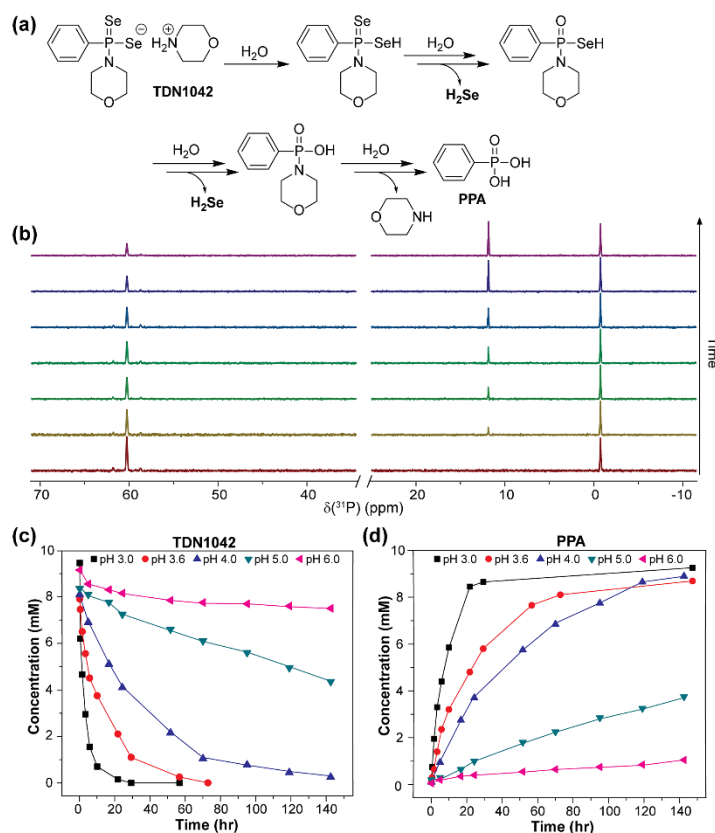 (a)
Se
P
Se
⊖
N
O
⊕
H₂N
O
TDN1042
H₂O
Se
P
SeH
N
O
H₂O
H₂Se
O
P
SeH
N
O
H₂O
H₂Se
O
P
OH
N
O
H₂O
O
NH
O
P
OH
OH
PPA
(b)
Time
70 60 50 40 20 10 0 -10
δ(³¹P) (ppm)
(c)
TDN1042
pH 3.0 pH 3.6 pH 4.0 pH 5.0 pH 6.0
Concentration (mM)
10
8
6
4
2
0
0 20 40 60 80 100 120 140
Time (hr)
(d)
PPA
pH 3.0 pH 3.6 pH 4.0 pH 5.0 pH 6.0
Concentration (mM)
10
8
6
4
2
0
0 20 40 60 80 100 120 140
Time (hr)